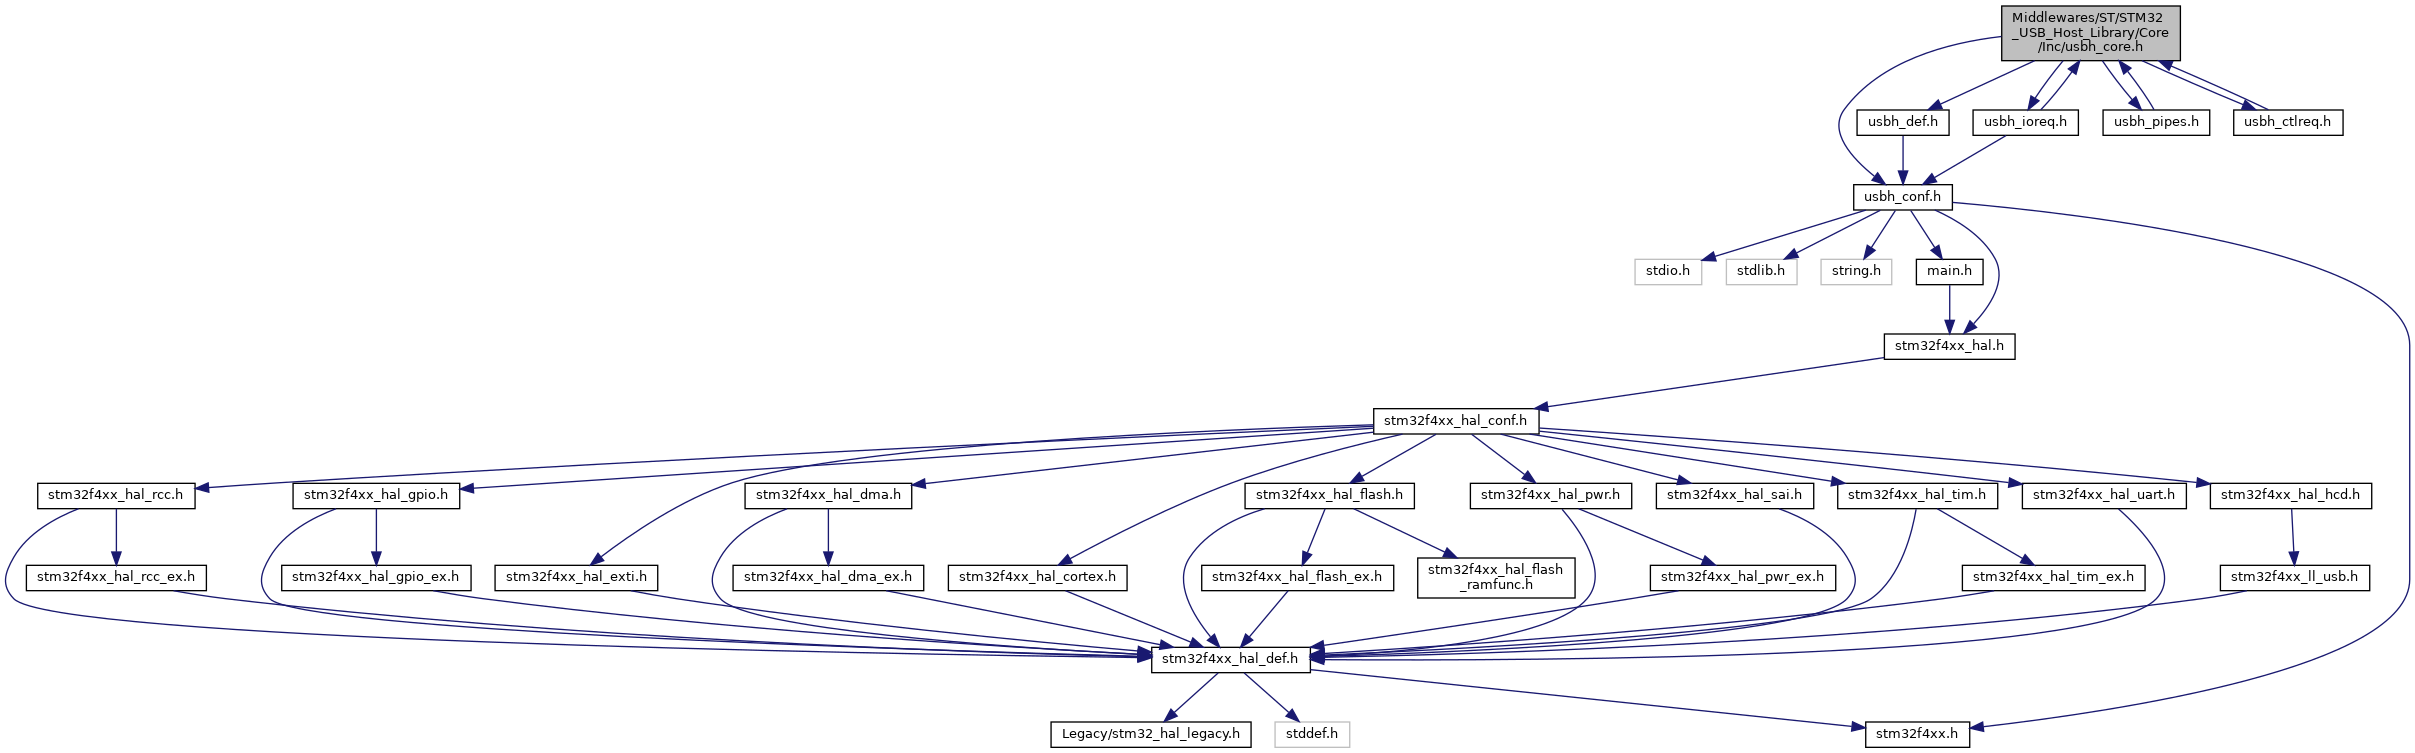 Middlewares/ST/STM32
_USB_Host_Library/Core
/Inc/usbh_core.h
usbh_def.h
usbh_ioreq.h
usbh_pipes.h
usbh_ctlreq.h
usbh_conf.h
stdio.h
stdlib.h
string.h
main.h
stm32f4xx_hal.h
stm32f4xx_hal_conf.h
stm32f4xx_hal_rcc.h
stm32f4xx_hal_gpio.h
stm32f4xx_hal_dma.h
stm32f4xx_hal_flash.h
stm32f4xx_hal_pwr.h
stm32f4xx_hal_sai.h
stm32f4xx_hal_tim.h
stm32f4xx_hal_uart.h
stm32f4xx_hal_hcd.h
stm32f4xx_hal_rcc_ex.h
stm32f4xx_hal_gpio_ex.h
stm32f4xx_hal_exti.h
stm32f4xx_hal_dma_ex.h
stm32f4xx_hal_cortex.h
stm32f4xx_hal_flash_ex.h
stm32f4xx_hal_flash
_ramfunc.h
stm32f4xx_hal_pwr_ex.h
stm32f4xx_hal_tim_ex.h
stm32f4xx_ll_usb.h
stm32f4xx_hal_def.h
Legacy/stm32_hal_legacy.h
stddef.h
stm32f4xx.h